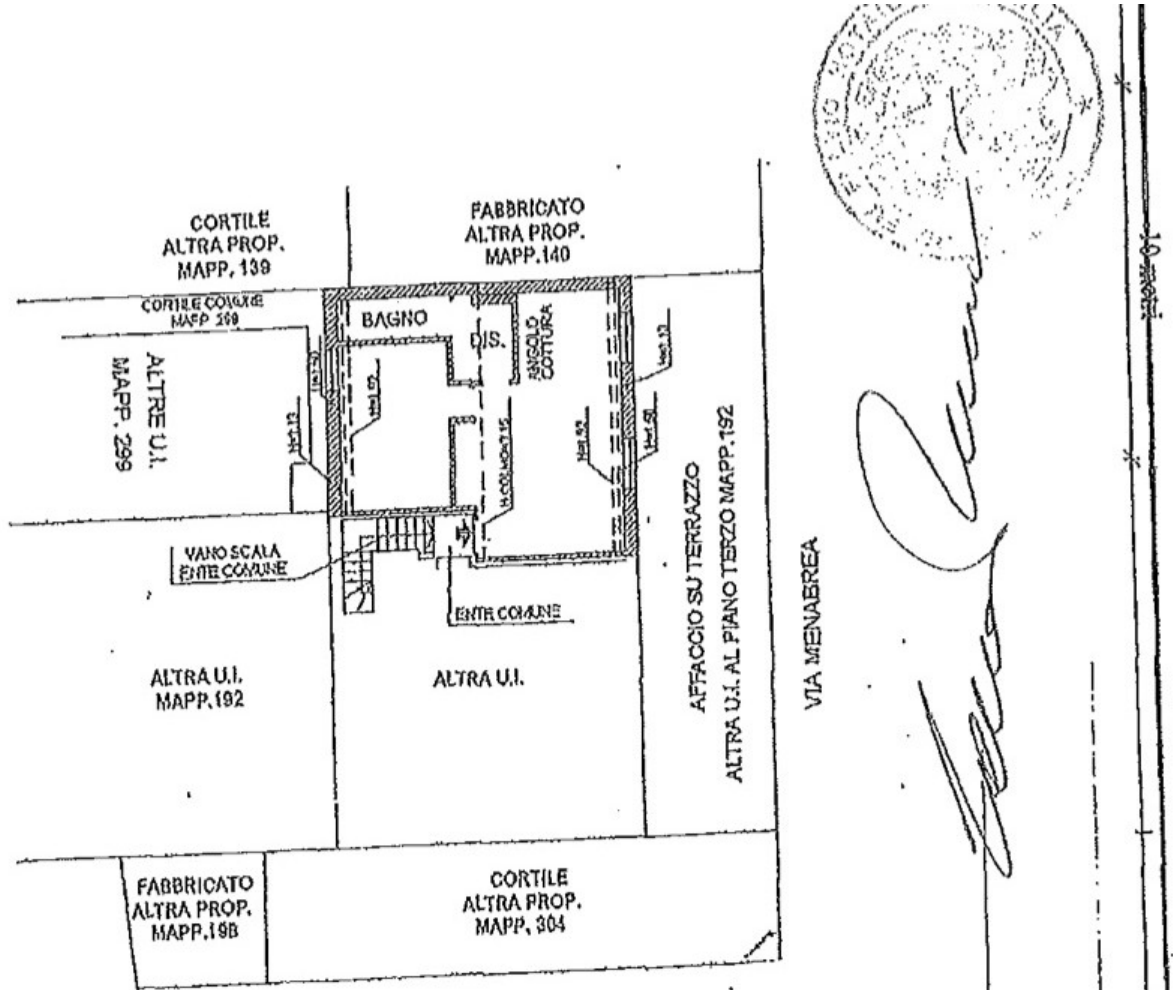 CORTILE
ALTRA PROP.
MAPP. 139
FABBRICATO
ALTRA PROP.
MAPP.140
CORTILE COMUNE
MAPP 299
BAGNO
DIS.
ANGOLO
COTTURA
ALTRE U.I.
MAPP. 299
VANO SCALA
ENTE COMUNE
ENTE COMUNE
ALTRA U.I.
MAPP.192
ALTRA U.I.
AFFACCIO SU TERRAZZO
ALTRA U.I. AL PIANO TERZO MAPP.192
VIA MENABREA
10 metri
FABBRICATO
ALTRA PROP.
MAPP.198
CORTILE
ALTRA PROP.
MAPP. 304